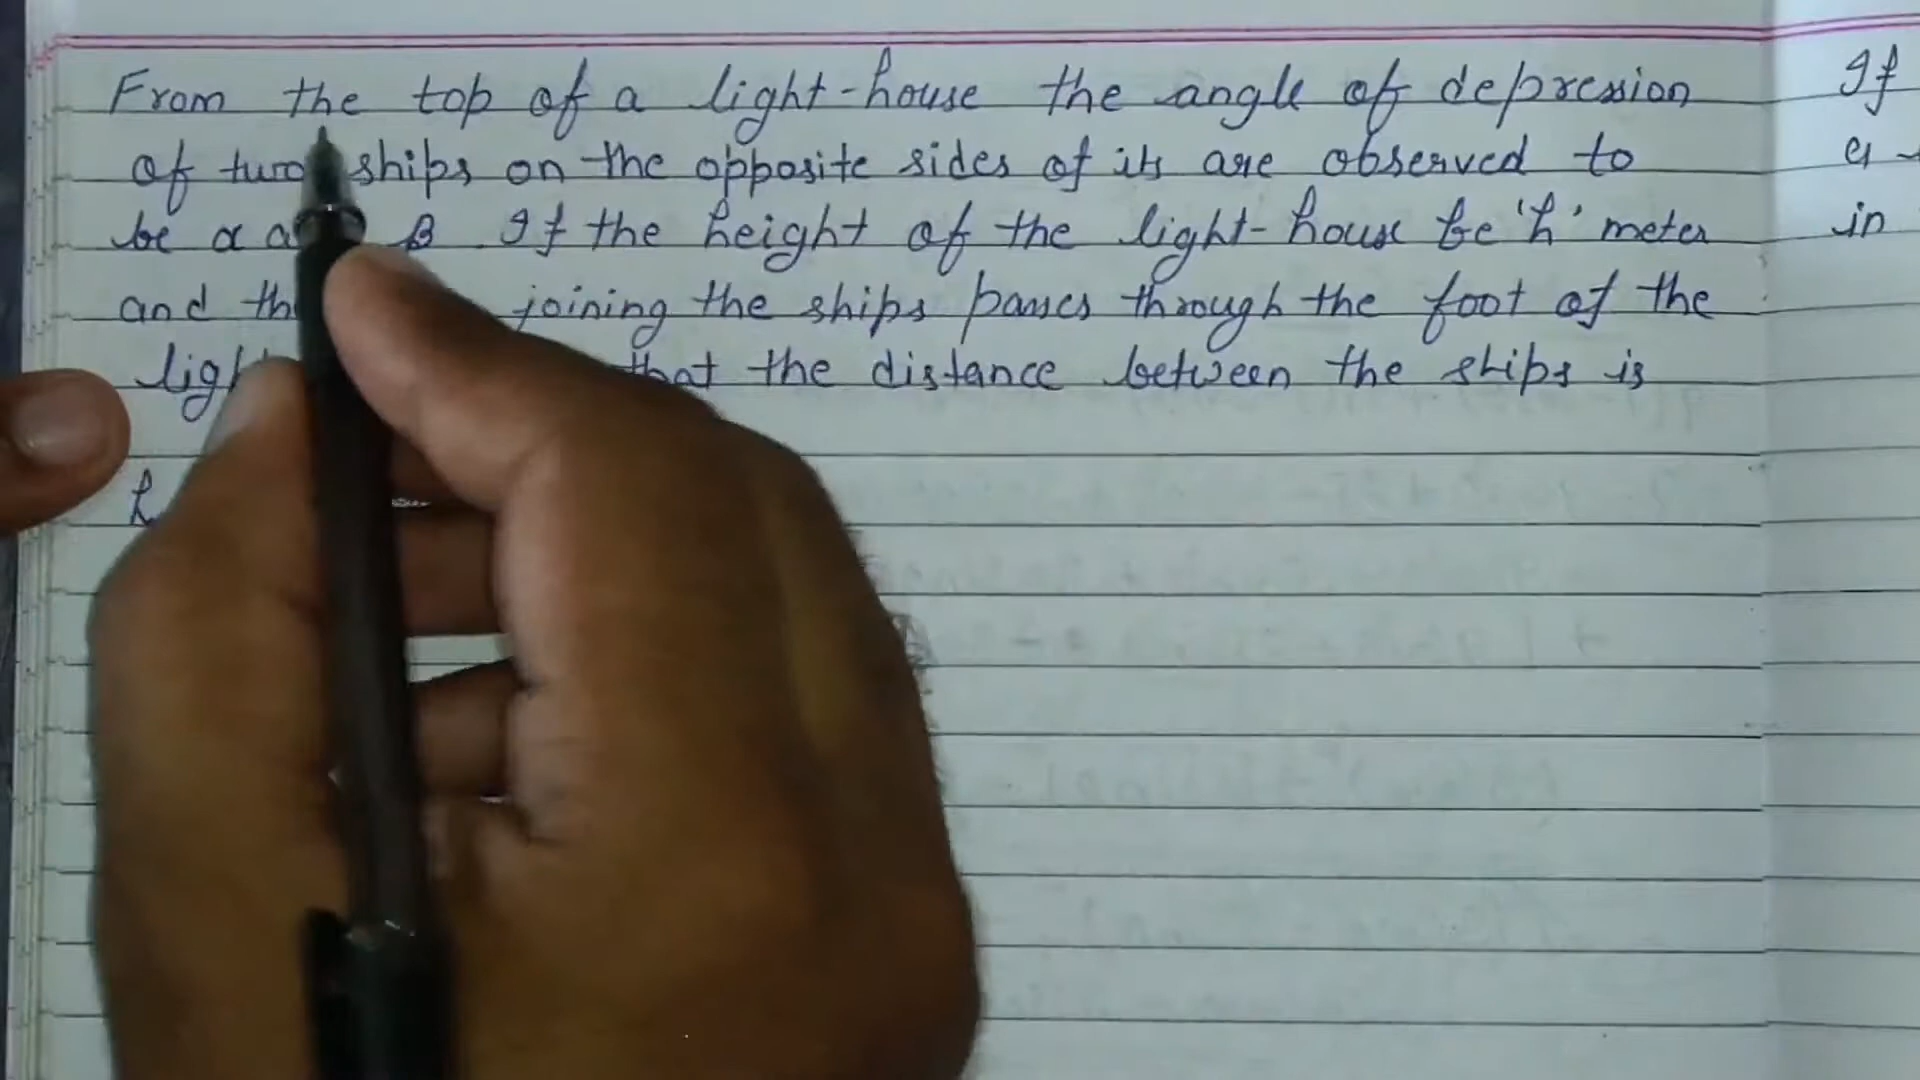 From the top of a light-house the angle of depression
of two ships on the opposite sides of its are observed to
be α β If the height of the light-house be 'h' meter
and joining the ships passes through the foot of the
that the distance between the ships is
h
If
in